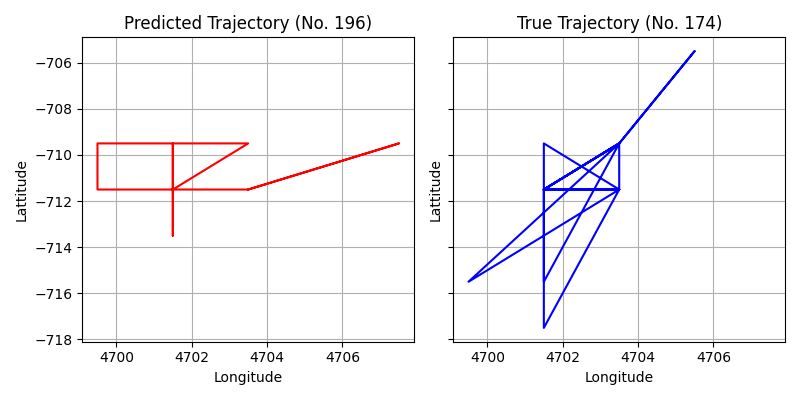 Predicted Trajectory (No. 196)
True Trajectory (No. 174)
Lattitude
−706
−708
−710
−712
−714
−716
−718
4700
4702
4704
4706
Longitude
Lattitude
4700
4702
4704
4706
Longitude